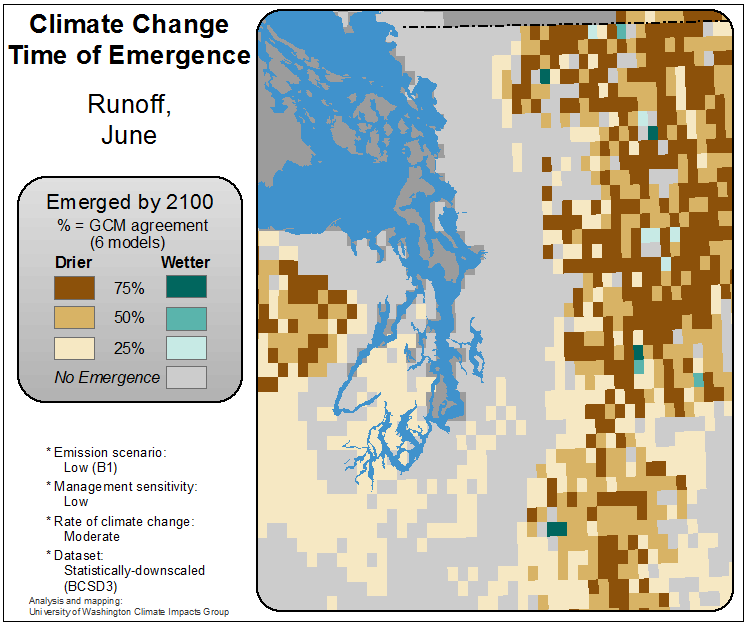 Climate Change
Time of Emergence
Runoff,
June
Emerged by 2100
% = GCM agreement
(6 models)
Drier Wetter
75%
50%
25%
No Emergence
* Emission scenario:
Low (B1)
* Management sensitivity:
Low
* Rate of climate change:
Moderate
* Dataset:
Statistically-downscaled
(BCSD3)
Analysis and mapping:
University of Washington Climate Impacts Group